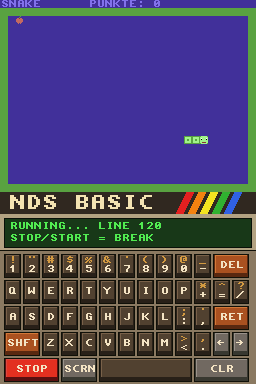 SNAKE PUNKTE: 0
NDS BASIC
RUNNING... LINE 120
STOP/START = BREAK
! " # $ % & ' ( ) @ DEL
1 2 3 4 5 6 7 8 9 0 -
Q W E R T Y U I O P * + ^ = ? /
A S D F G H J K L : ; , RET
SHFT Z X C V B N M > < . ← →
STOP SCRN CLR